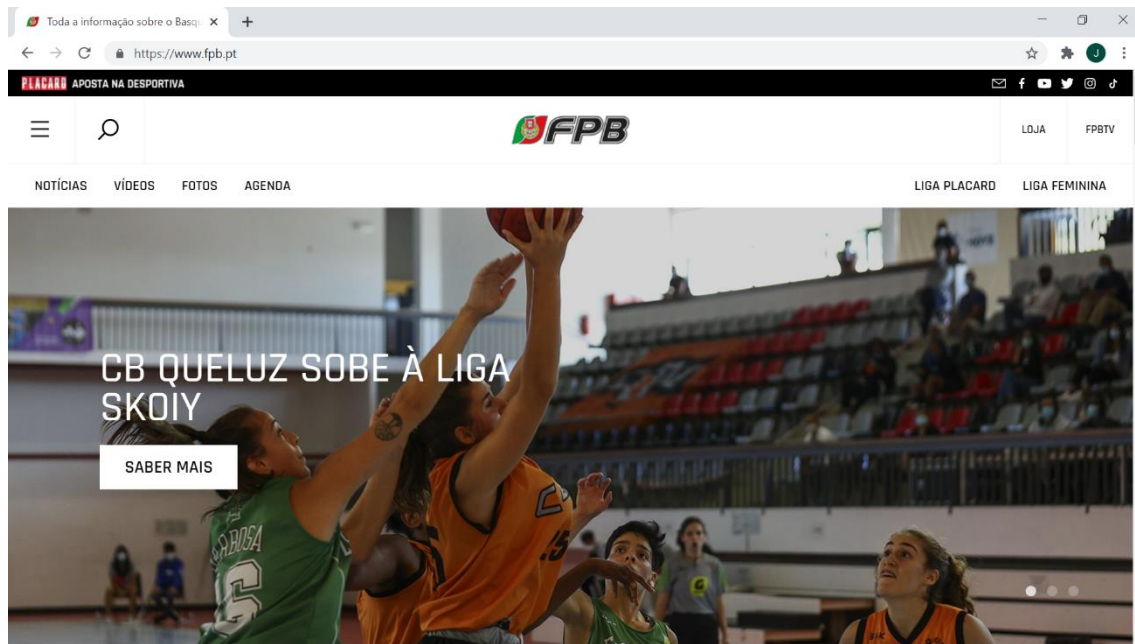 Toda a informação sobre o Basqu
https://www.fpb.pt
J
PLACARD APOSTA NA DESPORTIVA
FPB
LOJA
FPBTV
NOTÍCIAS
VÍDEOS
FOTOS
AGENDA
LIGA PLACARD
LIGA FEMININA
CB QUELUZ SOBE À LIGA
SKOIY
SABER MAIS